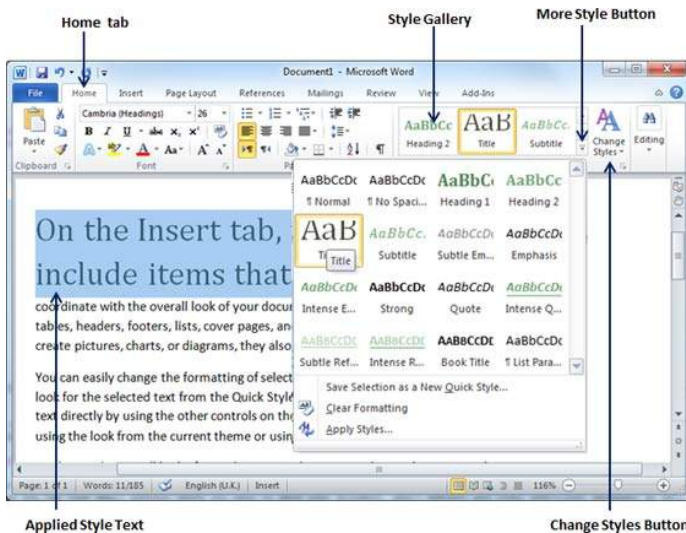 Home tab
Style Gallery
More Style Button
Document1 - Microsoft Word
File Home Insert Page Layout References Mailings Review View Add-Ins
Cambria (Headings) 26
Paste
B I U abc x₂ x²
Aa A A
AaBbCc AaB AaBbCc.
Heading 2 Title Subtitle
Change Styles
Editing
Clipboard Font
On the Insert tab,
include items that
coordinate with the overall look of your docu
tables, headers, footers, lists, cover pages, an
create pictures, charts, or diagrams, they also
You can easily change the formatting of select
look for the selected text from the Quick Style
text directly by using the other controls on th
using the look from the current theme or usin
AaBbCcDc AaBbCcDc AaBbC AaBbCc
¶ Normal ¶ No Spaci... Heading 1 Heading 2
AaB AaBbCc. AaBbCcDc AaBbCcDc
Subtitle Subtle Em... Emphasis
Title
AaBbCcDc AaBbCcDc AaBbCcDc AaBbCcDc
Intense E... Strong Quote Intense Q...
AABBCCDC AABBCCDC AABBCCDC AaBbCcDc
Subtle Ref... Intense R... Book Title ¶ List Para...
Save Selection as a New Quick Style...
Clear Formatting
Apply Styles...
Page: 1 of 1 Words: 11/185 English (U.K.) Insert 116%
Applied Style Text
Change Styles Button